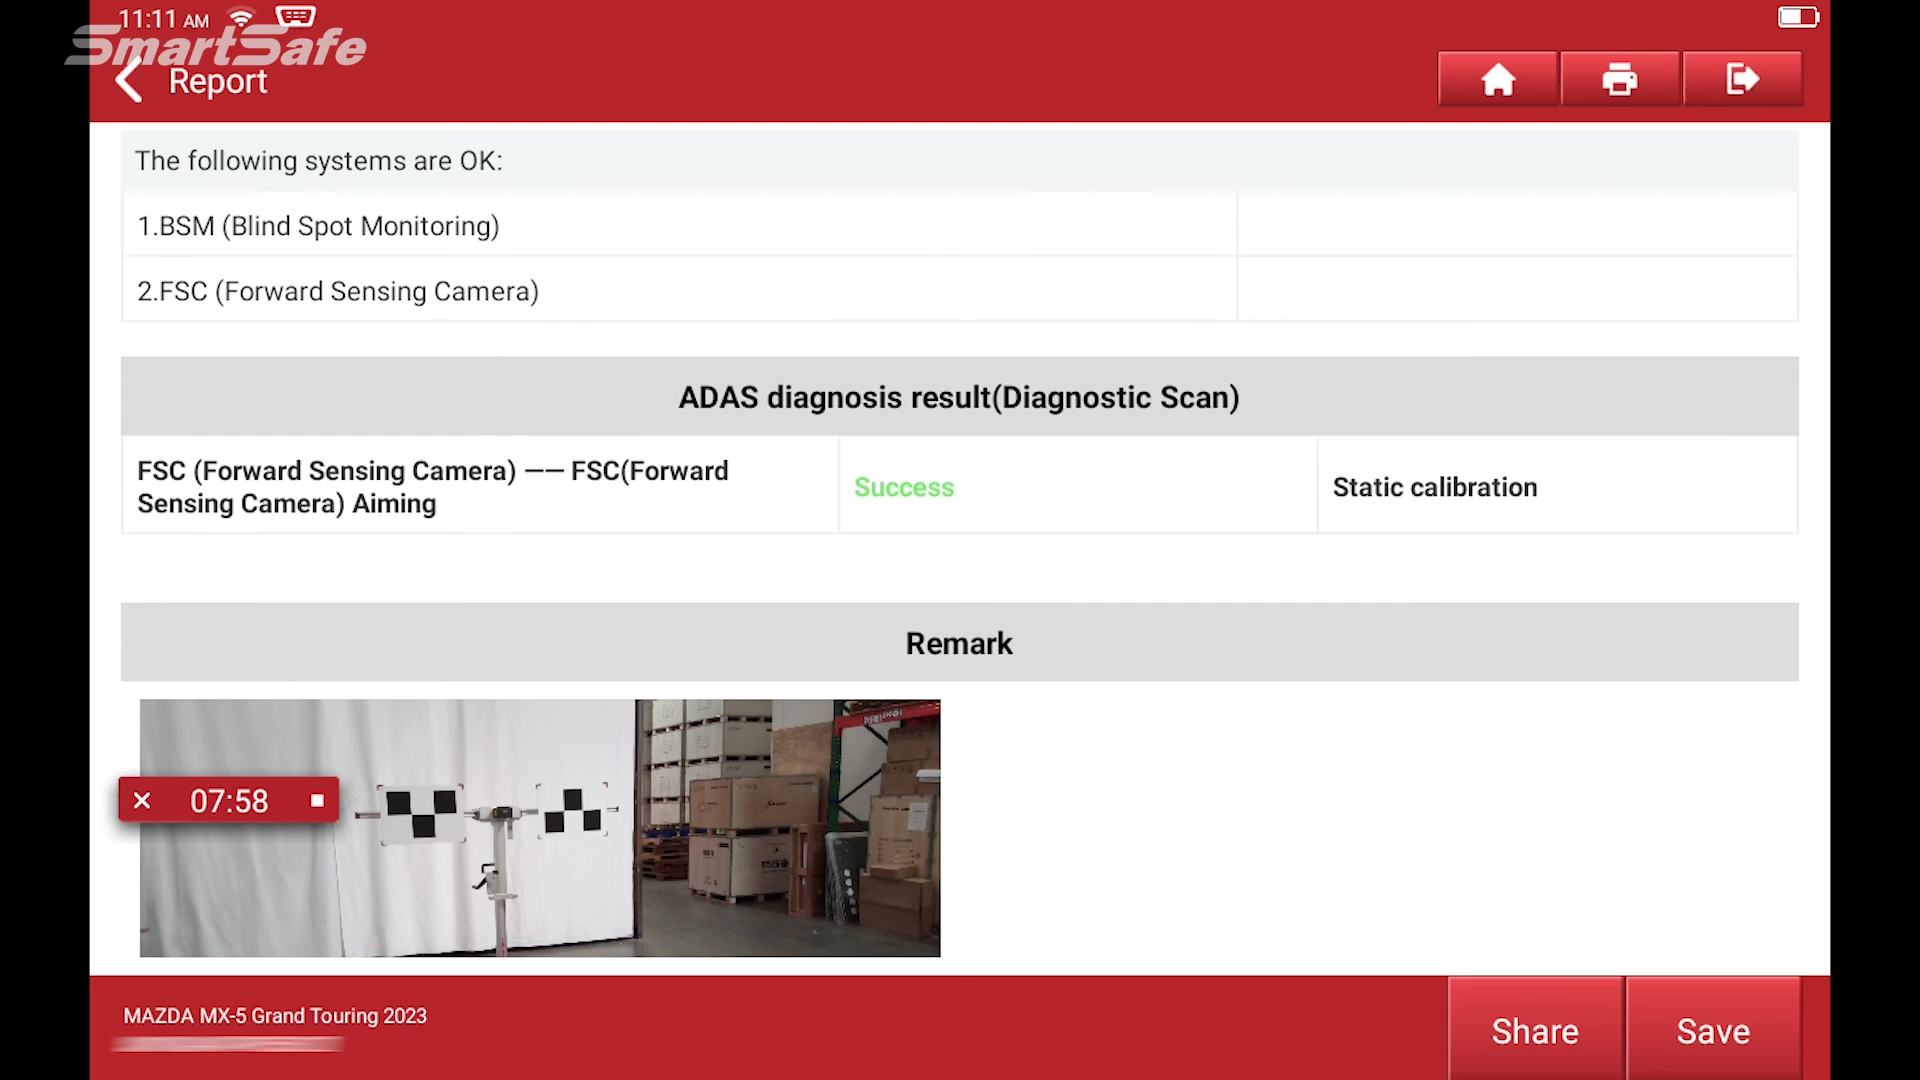 11:11 AM
SmartSafe
Report
The following systems are OK:
1.BSM (Blind Spot Monitoring)
2.FSC (Forward Sensing Camera)
ADAS diagnosis result(Diagnostic Scan)
FSC (Forward Sensing Camera) —— FSC(Forward
Sensing Camera) Aiming
Success
Static calibration
Remark
07:58
MAZDA MX-5 Grand Touring 2023
Share
Save